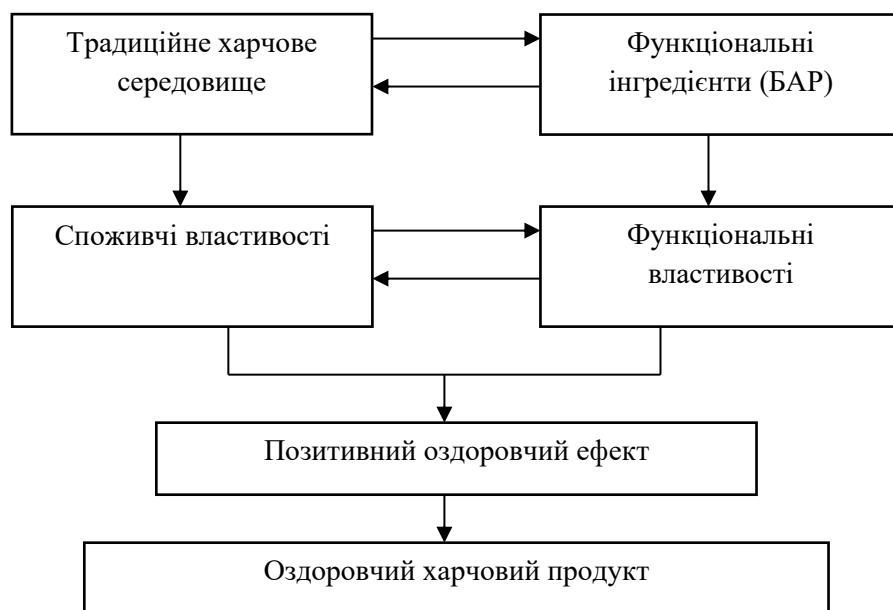 Традиційне харчове
середовище
Функціональні
інгредієнти (БАР)
Споживчі властивості
Функціональні
властивості
Позитивний оздоровчий ефект
Оздоровчий харчовий продукт